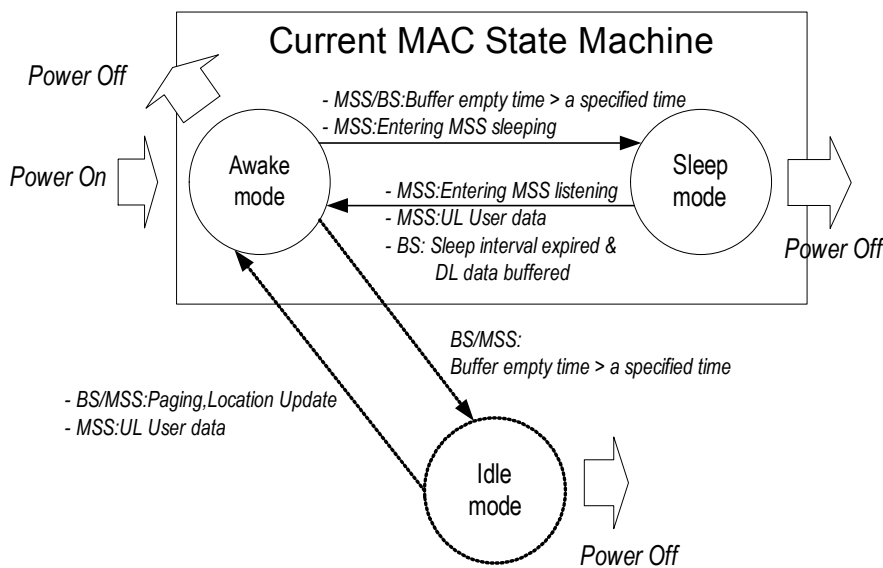 Current MAC State Machine
Power Off
- MSS/BS:Buffer empty time > a specified time
- MSS:Entering MSS sleeping
Power On
Awake
mode
Sleep
mode
- MSS:Entering MSS listening
- MSS:UL User data
- BS: Sleep interval expired &
DL data buffered
Power Off
BS/MSS:
Buffer empty time > a specified time
- BS/MSS:Paging,Location Update
- MSS:UL User data
Idle
mode
Power Off